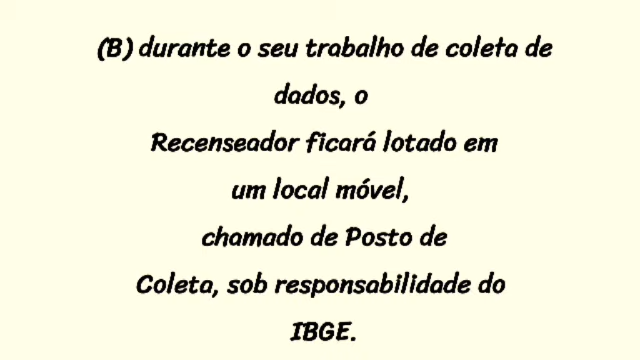 (B) durante o seu trabalho de coleta de
dados, o
Recenseador ficará lotado em
um local móvel,
chamado de Posto de
Coleta, sob responsabilidade do
IBGE.